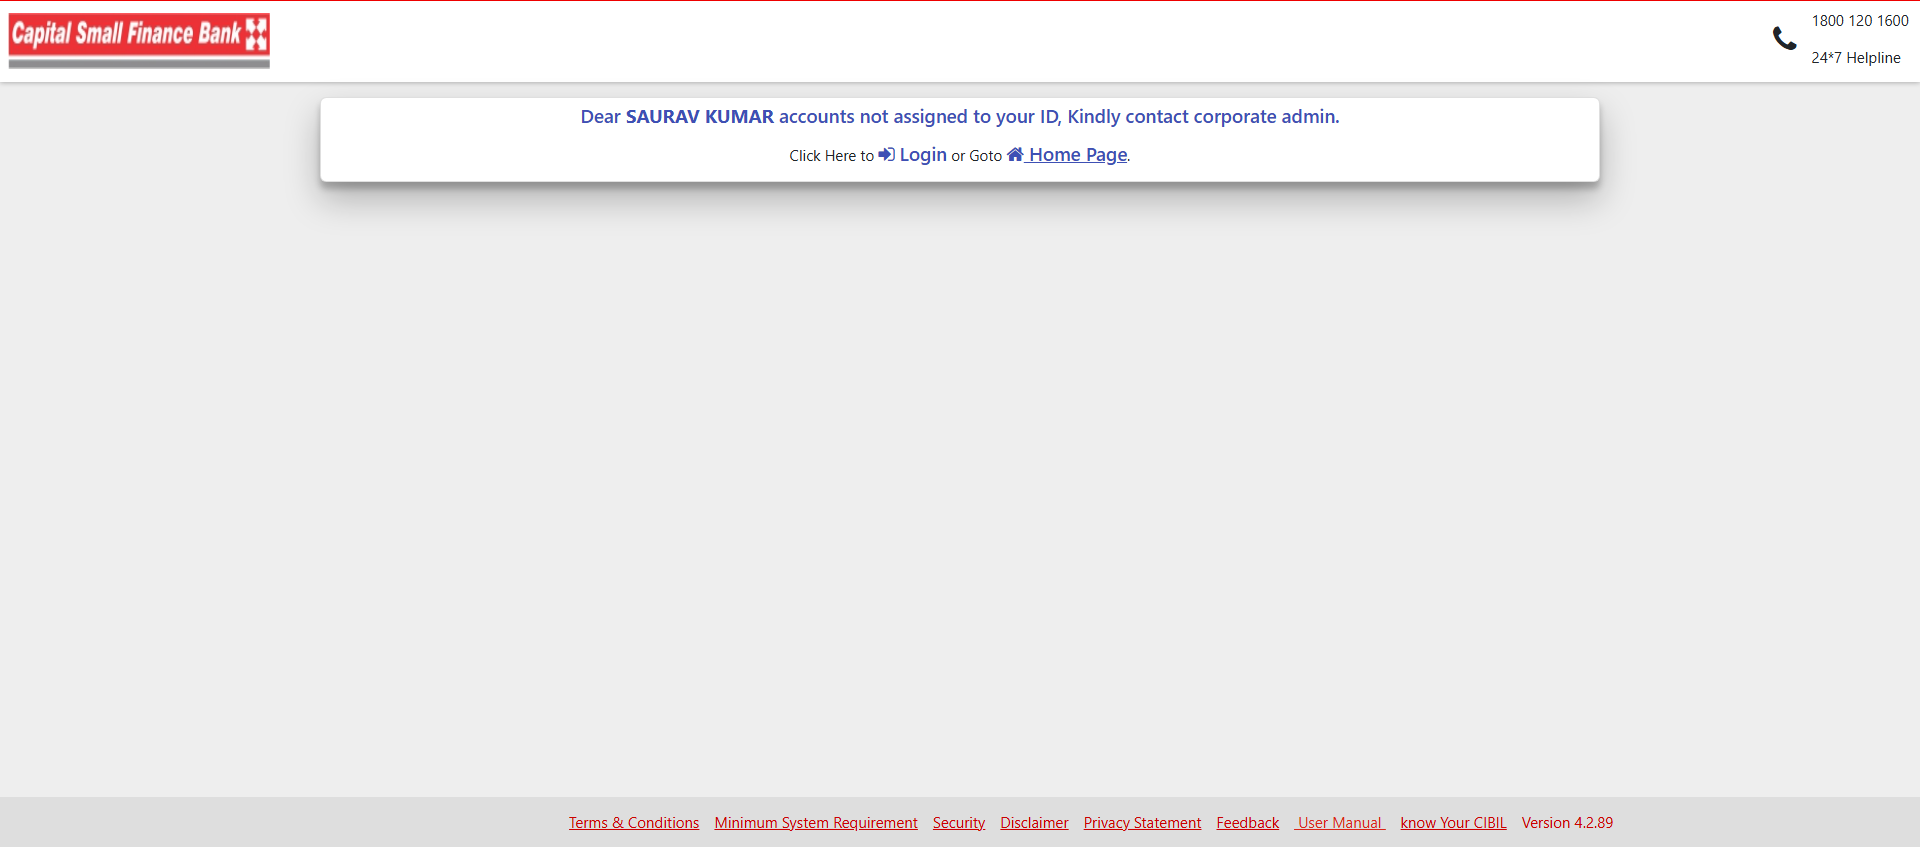 Capital Small Finance Bank
1800 120 1600
24*7 Helpline
Dear SAURAV KUMAR accounts not assigned to your ID, Kindly contact corporate admin.
Click Here to Login or Goto Home Page.
Terms & Conditions Minimum System Requirement Security Disclaimer Privacy Statement Feedback User Manual know Your CIBIL Version 4.2.89